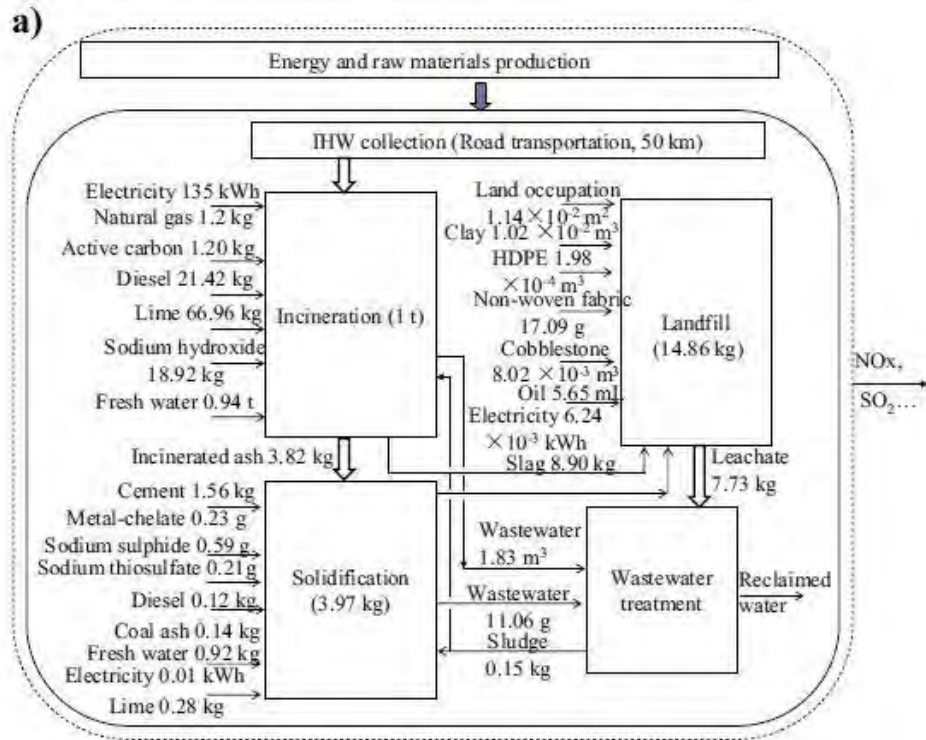 a)
Energy and raw materials production
IHW collection (Road transportation, 50 km)
Electricity 135 kWh
Natural gas 1.2 kg
Active carbon 1.20 kg
Diesel 21.42 kg
Lime 66.96 kg
Sodium hydroxide
18.92 kg
Fresh water 0.94 t
Incineration (1 t)
Land occupation
1.14 ×10⁻² m²
Clay 1.02 ×10⁻² m³
HDPE 1.98
×10⁻⁴ m³
Non-woven fabric
17.09 g
Cobblestone
8.02 ×10⁻³ m³
Oil 5.65 mL
Electricity 6.24
×10⁻³ kWh
Slag 8.90 kg
Landfill
(14.86 kg)
NOx,
SO₂…
Incinerated ash 3.82 kg
Leachate
7.73 kg
Cement 1.56 kg
Metal-chelate 0.23 g
Sodium sulphide 0.59 g
Sodium thiosulfate 0.21g
Diesel 0.12 kg
Coal ash 0.14 kg
Fresh water 0.92 kg
Electricity 0.01 kWh
Lime 0.28 kg
Solidification
(3.97 kg)
Wastewater
1.83 m³
Wastewater
11.06 g
Sludge
0.15 kg
Wastewater
treatment
Reclaimed
water